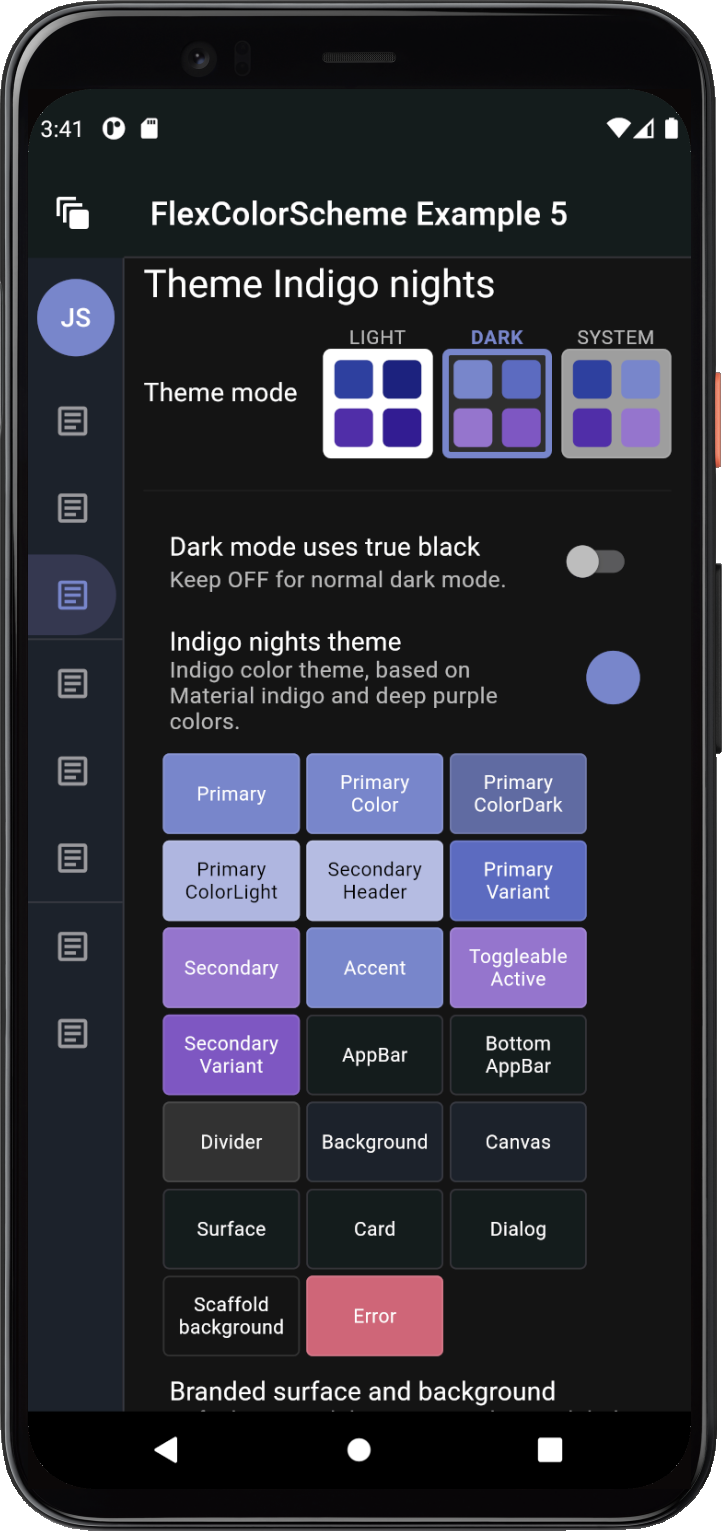 3:41
FlexColorScheme Example 5
JS
Theme Indigo nights
LIGHT
DARK
SYSTEM
Theme mode
Dark mode uses true black
Keep OFF for normal dark mode.
Indigo nights theme
Indigo color theme, based on
Material indigo and deep purple
colors.
Primary
Primary
Color
Primary
ColorDark
Primary
ColorLight
Secondary
Header
Primary
Variant
Secondary
Accent
Toggleable
Active
Secondary
Variant
AppBar
Bottom
AppBar
Divider
Background
Canvas
Surface
Card
Dialog
Scaffold
background
Error
Branded surface and background